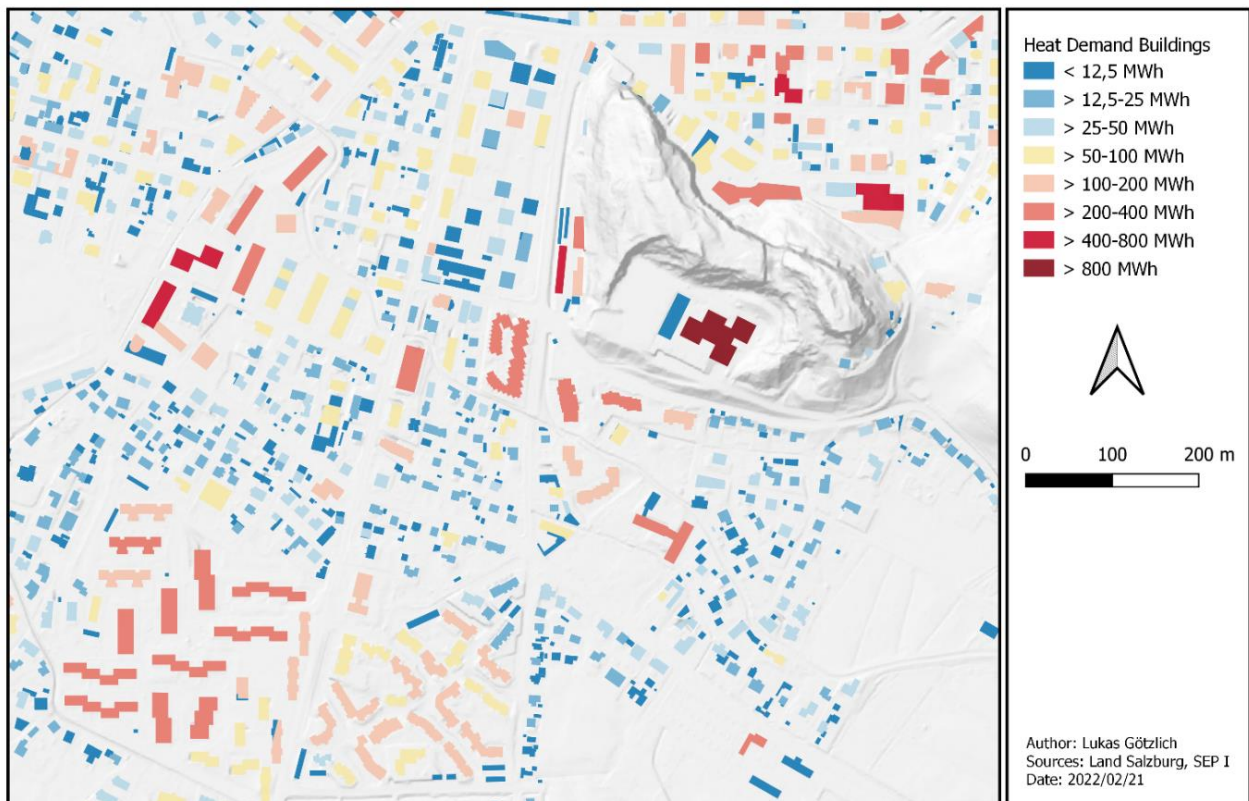 Heat Demand Buildings
< 12,5 MWh
> 12,5-25 MWh
> 25-50 MWh
> 50-100 MWh
> 100-200 MWh
> 200-400 MWh
> 400-800 MWh
> 800 MWh
0 100 200 m
Author: Lukas Götzlich
Sources: Land Salzburg, SEP I
Date: 2022/02/21